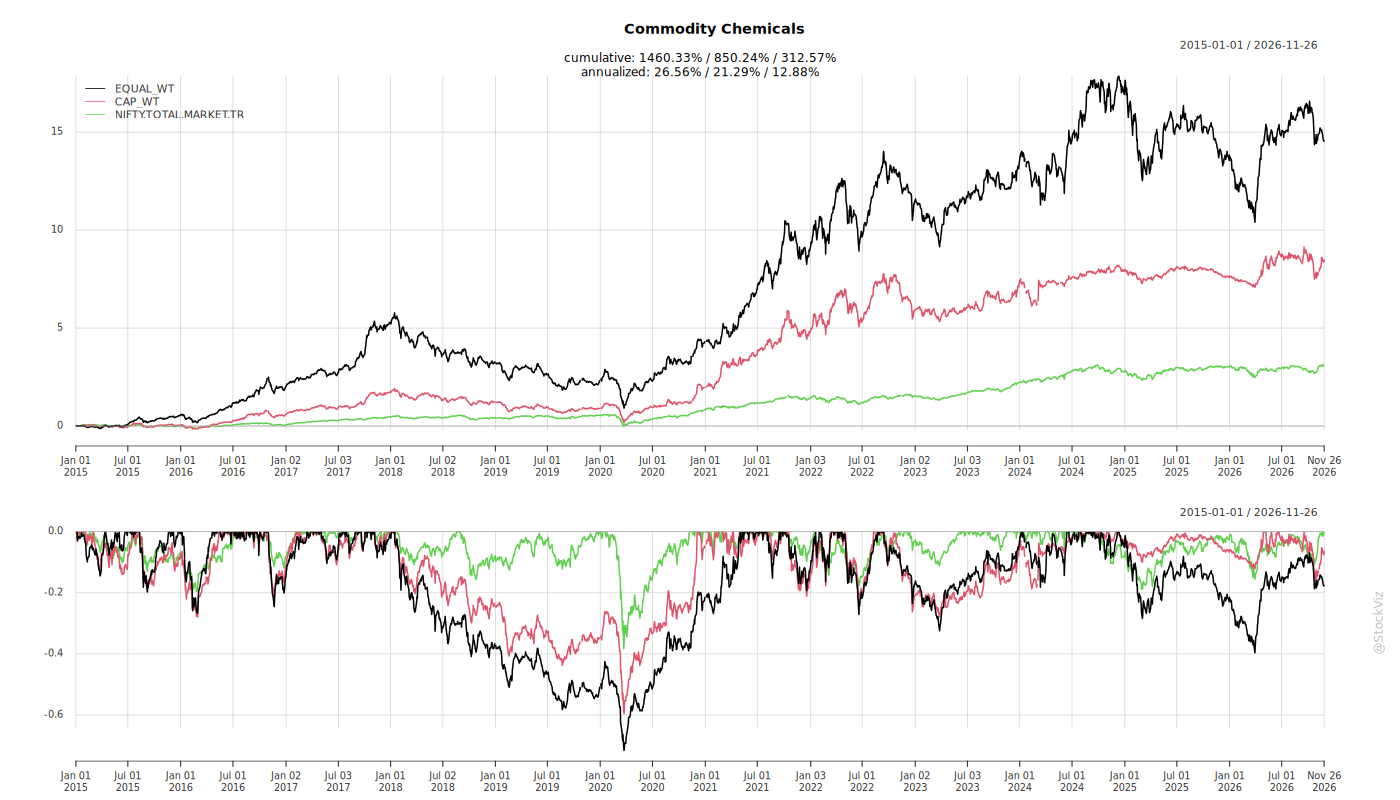 Commodity Chemicals
2015-01-01 / 2026-11-26
cumulative: 1460.33% / 850.24% / 312.57%
annualized: 26.56% / 21.29% / 12.88%
EQUAL_WT
CAP_WT
NIFTY.TOTAL.MARKET.TR
15
10
5
0
Jan 01 Jul 01 Jan 01 Jul 01 Jan 02 Jul 03 Jan 01 Jul 02 Jan 01 Jul 01 Jan 01 Jul 01 Jan 01 Jul 01 Jan 03 Jul 01 Jan 02 Jul 03 Jan 01 Jul 01 Jan 01 Jul 01 Jan 01 Jul 01 Nov 26
2015 2015 2016 2016 2017 2017 2018 2018 2019 2019 2020 2020 2021 2021 2022 2022 2023 2023 2024 2024 2025 2025 2026 2026 2026
2015-01-01 / 2026-11-26
0.0
-0.2
-0.4
-0.6
Jan 01 Jul 01 Jan 01 Jul 01 Jan 02 Jul 03 Jan 01 Jul 02 Jan 01 Jul 01 Jan 01 Jul 01 Jan 01 Jul 01 Jan 03 Jul 01 Jan 02 Jul 03 Jan 01 Jul 01 Jan 01 Jul 01 Jan 01 Jul 01 Nov 26
2015 2015 2016 2016 2017 2017 2018 2018 2019 2019 2020 2020 2021 2021 2022 2022 2023 2023 2024 2024 2025 2025 2026 2026 2026
@StockViz